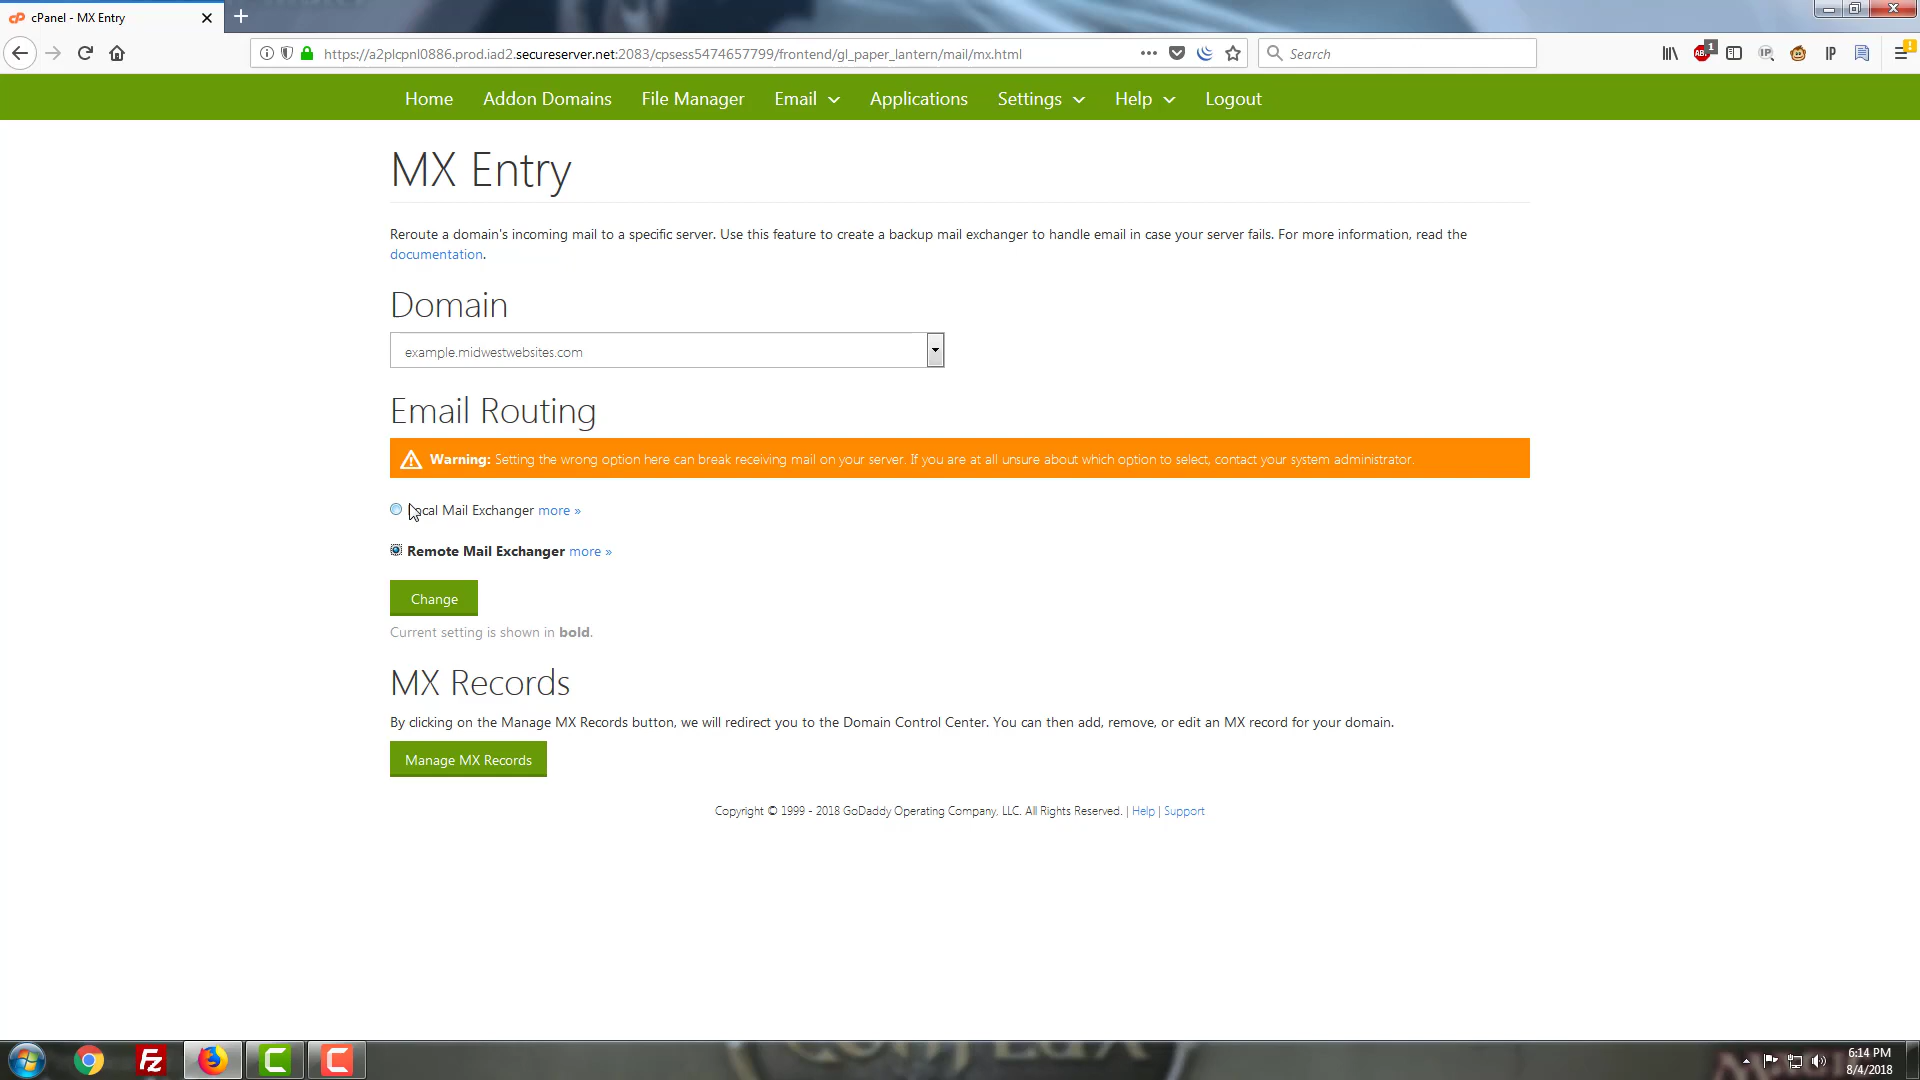 cPanel - MX Entry
https://a2plcpnl0886.prod.iad2.secureserver.net:2083/cpsess5474657799/frontend/gl_paper_lantern/mail/mx.html
Search
ABP
1
IP
IP
Home
Addon Domains
File Manager
Email
Applications
Settings
Help
Logout
MX Entry
Reroute a domain's incoming mail to a specific server. Use this feature to create a backup mail exchanger to handle email in case your server fails. For more information, read the
documentation.
Domain
example.midwestwebsites.com
Email Routing
Warning: Setting the wrong option here can break receiving mail on your server. If you are at all unsure about which option to select, contact your system administrator.
Local Mail Exchanger more »
Remote Mail Exchanger more »
Change
Current setting is shown in bold.
MX Records
By clicking on the Manage MX Records button, we will redirect you to the Domain Control Center. You can then add, remove, or edit an MX record for your domain.
Manage MX Records
Copyright © 1999 - 2018 GoDaddy Operating Company, LLC. All Rights Reserved. | Help | Support
Fz
6:14 PM
8/4/2018